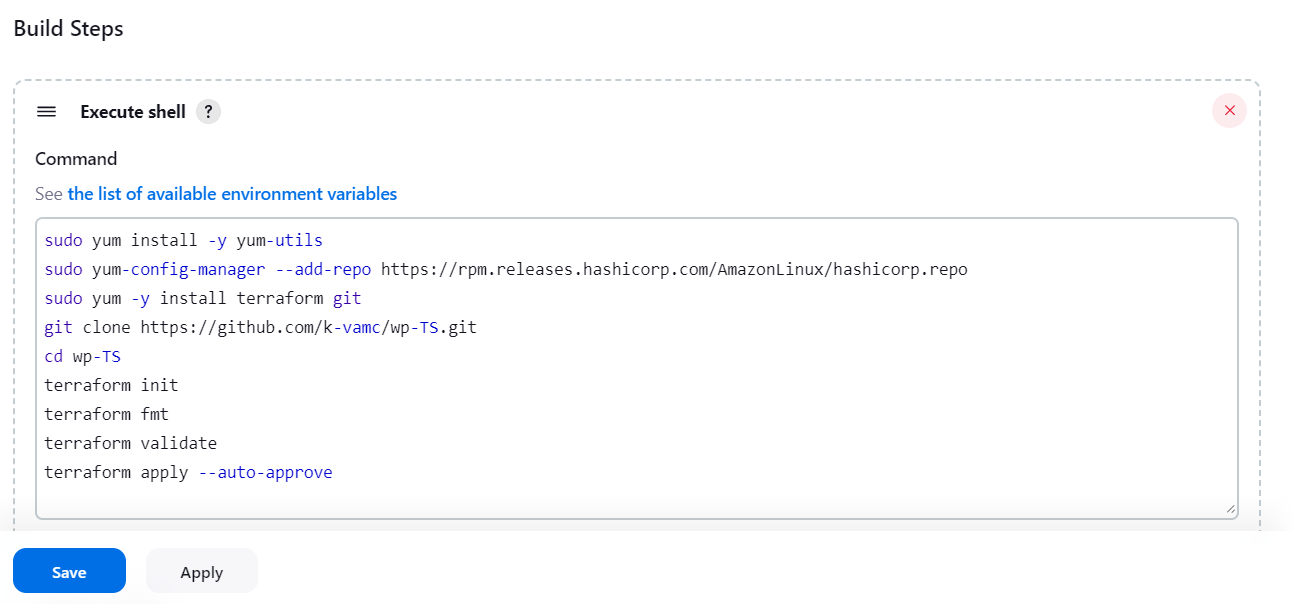 Build Steps
Execute shell ?
Command
See the list of available environment variables
sudo yum install -y yum-utils
sudo yum-config-manager --add-repo https://rpm.releases.hashicorp.com/AmazonLinux/hashicorp.repo
sudo yum -y install terraform git
git clone https://github.com/k-vamc/wp-TS.git
cd wp-TS
terraform init
terraform fmt
terraform validate
terraform apply --auto-approve
Save Apply